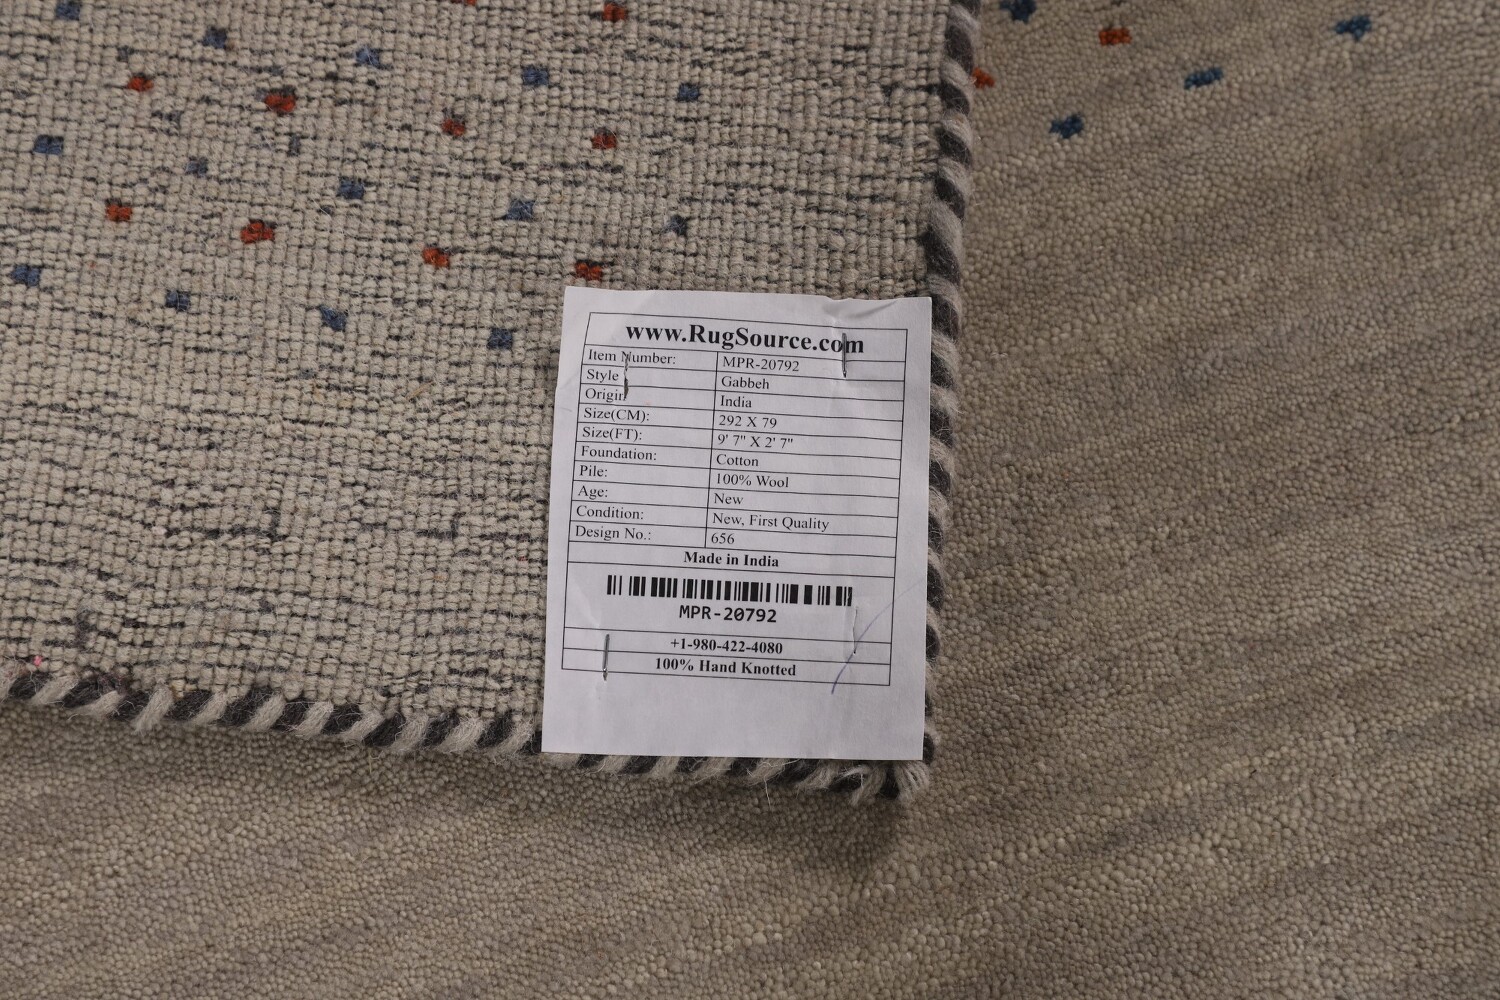 www.RugSource.com
Item Number: MPR-20792
Style Gabbeh
Origin India
Size(CM): 292 X 79
Size(FT): 9' 7" X 2' 7"
Foundation: Cotton
Pile: 100% Wool
Age: New
Condition: New, First Quality
Design No.: 656
Made in India
MPR-20792
+1-980-422-4080
100% Hand Knotted